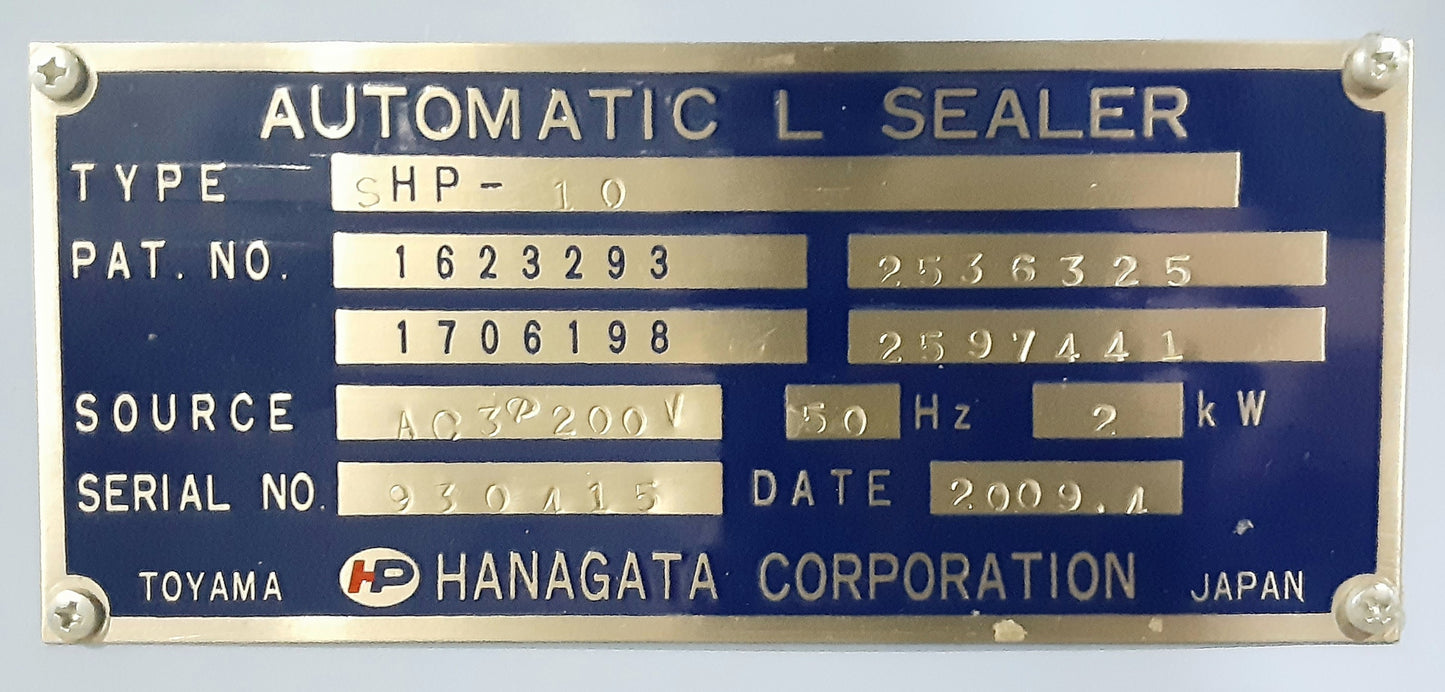 AUTOMATIC L SEALER
TYPE SHP-10
PAT. NO. 1623293 2536325
1706198 2597441
SOURCE AC3φ200V 50 Hz 2 kW
SERIAL NO. 930415 DATE 2009.4
TOYAMA HP HANAGATA CORPORATION JAPAN